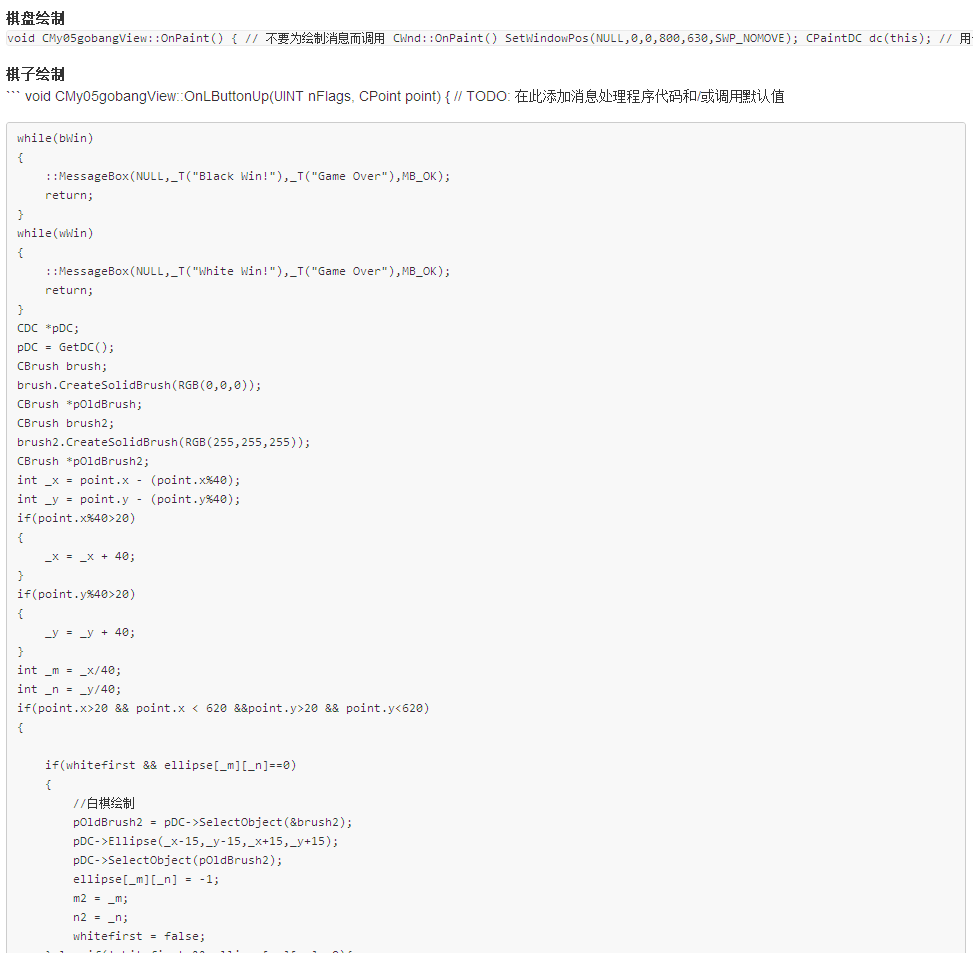 棋盘绘制
void CMy05gobangView::OnPaint() { // 不要为绘制消息而调用 CWnd::OnPaint() SetWindowPos(NULL,0,0,800,630,SWP_NOMOVE); CPaintDC dc(this); // 用
棋子绘制
``` void CMy05gobangView::OnLButtonUp(UINT nFlags, CPoint point) { // TODO: 在此添加消息处理程序代码和/或调用默认值
while(bWin)
{
    ::MessageBox(NULL,_T("Black Win!"),_T("Game Over"),MB_OK);
    return;
}
while(wWin)
{
    ::MessageBox(NULL,_T("White Win!"),_T("Game Over"),MB_OK);
    return;
}
CDC *pDC;
pDC = GetDC();
CBrush brush;
brush.CreateSolidBrush(RGB(0,0,0));
CBrush *pOldBrush;
CBrush brush2;
brush2.CreateSolidBrush(RGB(255,255,255));
CBrush *pOldBrush2;
int _x = point.x - (point.x%40);
int _y = point.y - (point.y%40);
if(point.x%40>20)
{
    _x = _x + 40;
}
if(point.y%40>20)
{
    _y = _y + 40;
}
int _m = _x/40;
int _n = _y/40;
if(point.x>20 && point.x < 620 &&point.y>20 && point.y<620)
{
    if(whitefirst && ellipse[_m][_n]==0)
    {
        //白棋绘制
        pOldBrush2 = pDC->SelectObject(&brush2);
        pDC->Ellipse(_x-15,_y-15,_x+15,_y+15);
        pDC->SelectObject(pOldBrush2);
        ellipse[_m][_n] = -1;
        m2 = _m;
        n2 = _n;
        whitefirst = false;